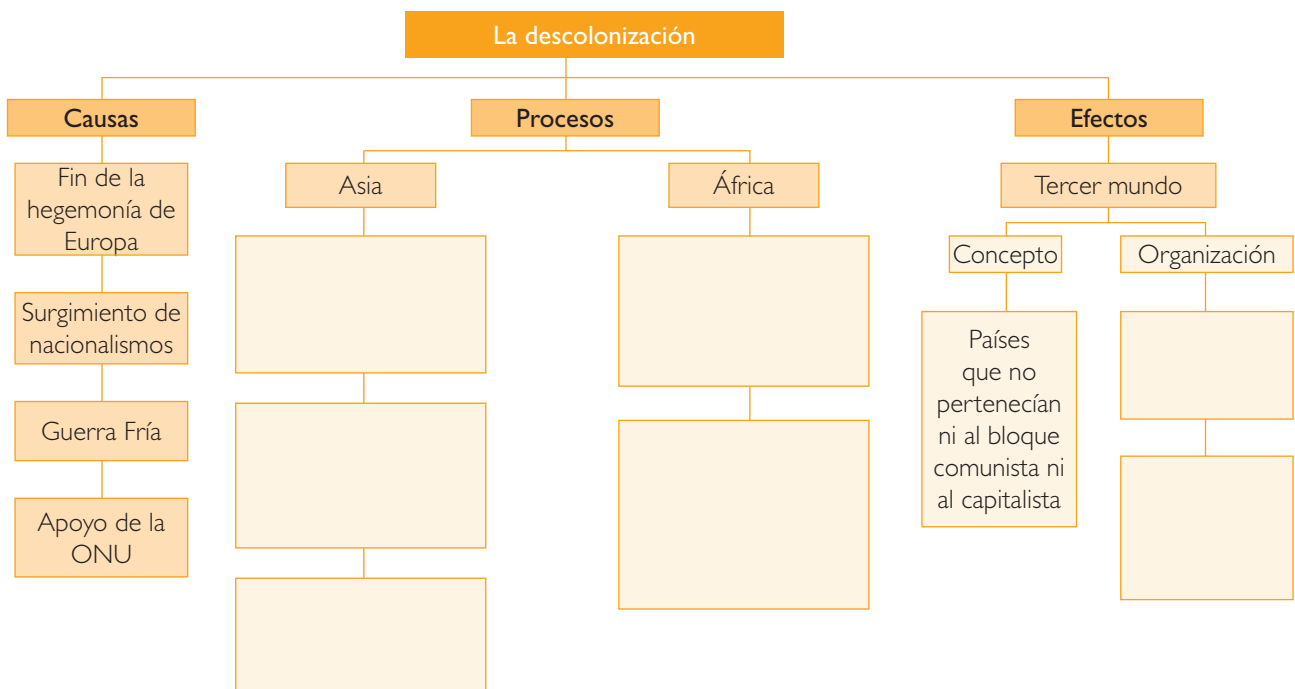 La descolonización
Causas
Procesos
Efectos
Fin de la
hegemonía de
Europa
Surgimiento de
nacionalismos
Guerra Fría
Apoyo de la
ONU
Asia
África
Tercer mundo
Concepto
Organización
Países
que no
pertenecían
ni al bloque
comunista ni
al capitalista